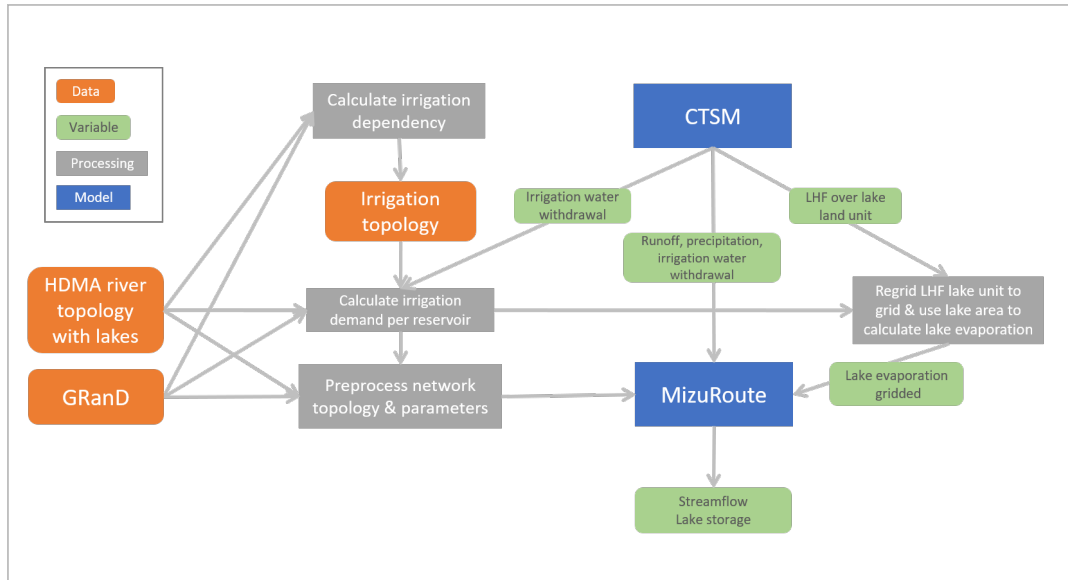 Data
Variable
Processing
Model
Calculate irrigation
dependency
CTSM
Irrigation
topology
Irrigation water
withdrawal
LHF over lake
land unit
Runoff, precipitation,
irrigation water
withdrawal
HDMA river
topology
with lakes
Calculate irrigation
demand per reservoir
Regrid LHF lake unit to
grid & use lake area to
calculate lake evaporation
GRanD
Preprocess network
topology & parameters
MizuRoute
Lake evaporation
gridded
Streamflow
Lake storage